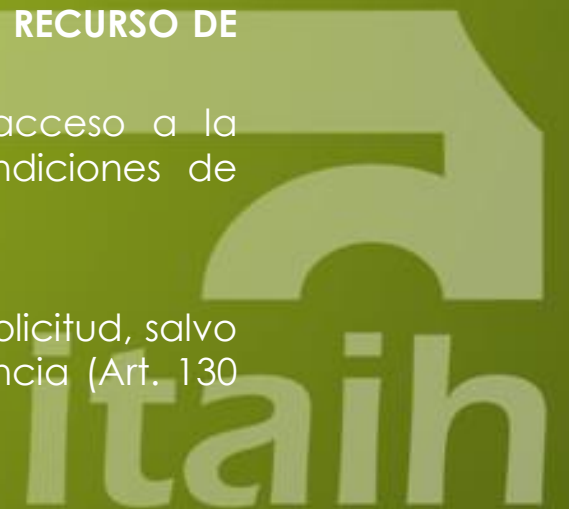 RECURSO DE
acceso a la
ndiciones de
olicitud, salvo
ncia (Art. 130
itaih